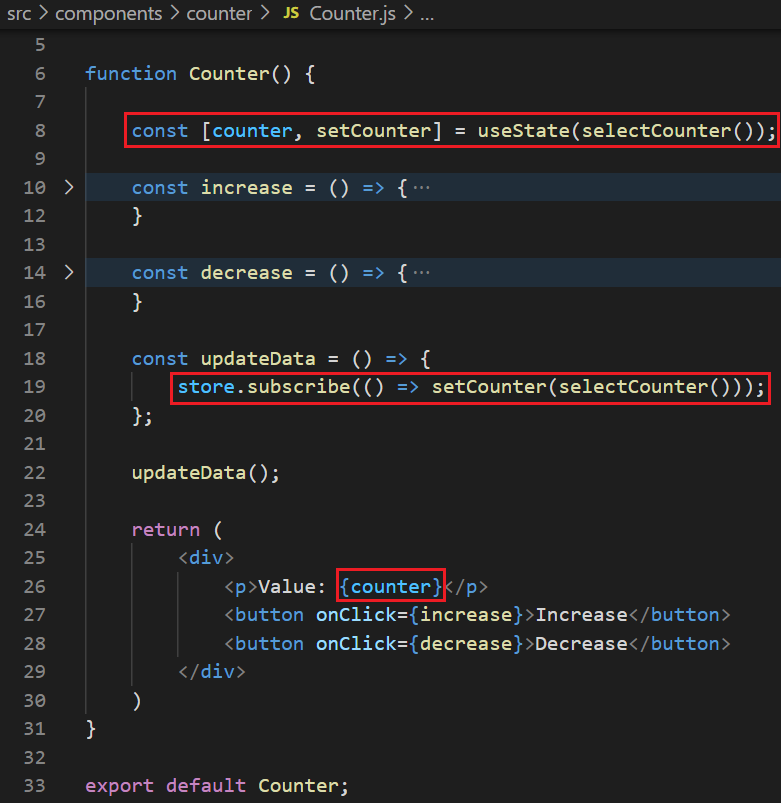 src > components > counter > JS Counter.js > ...
5
6 function Counter() {
7
8 const [counter, setCounter] = useState(selectCounter());
9
10 > const increase = () => { ···
12 }
13
14 > const decrease = () => { ···
16 }
17
18 const updateData = () => {
19 store.subscribe(() => setCounter(selectCounter()));
20 };
21
22 updateData();
23
24 return (
25 <div>
26 <p>Value: {counter}</p>
27 <button onClick={increase}>Increase</button>
28 <button onClick={decrease}>Decrease</button>
29 </div>
30 )
31 }
32
33 export default Counter;